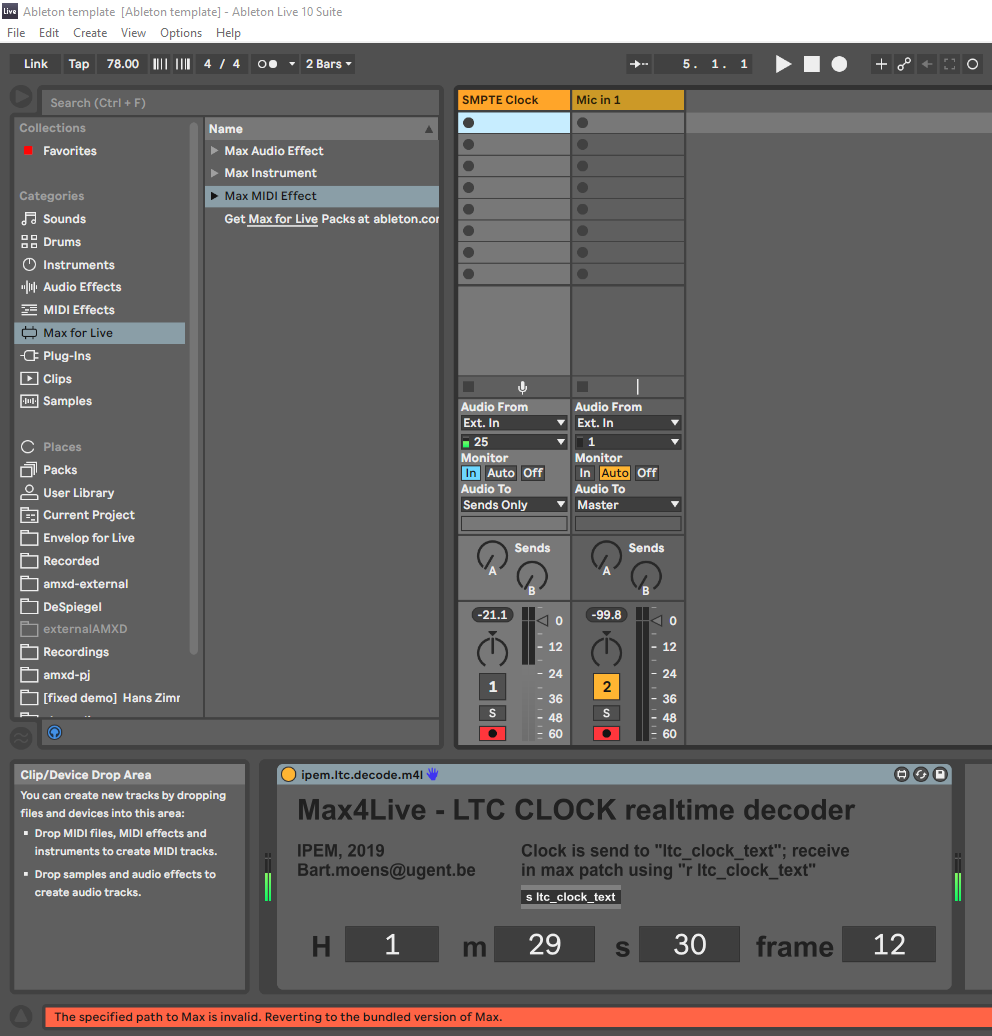 Live Ableton template [Ableton template] - Ableton Live 10 Suite
File Edit Create View Options Help
Link Tap 78.00 4 / 4 2 Bars 5. 1. 1
Search (Ctrl + F)
Collections
Favorites
Categories
Sounds
Drums
Instruments
Audio Effects
MIDI Effects
Max for Live
Plug-Ins
Clips
Samples
Places
Packs
User Library
Current Project
Envelop for Live
Recorded
amxd-external
DeSpiegel
externalAMXD
Recordings
amxd-pj
[fixed demo] Hans Zimr
Name
Max Audio Effect
Max Instrument
Max MIDI Effect
Get Max for Live Packs at ableton.cor
SMPTE Clock
Audio From
Ext. In
25
Monitor
In Auto Off
Audio To
Sends Only
Sends
A
B
-21.1
0
12
24
36
48
60
1
S
Mic in 1
Audio From
Ext. In
1
Monitor
In Auto Off
Audio To
Master
Sends
A
B
-99.8
0
12
24
36
48
60
2
S
Clip/Device Drop Area
You can create new tracks by dropping
files and devices into this area:
Drop MIDI files, MIDI effects and
instruments to create MIDI tracks.
Drop samples and audio effects to
create audio tracks.
ipem.ltc.decode.m4l
Max4Live - LTC CLOCK realtime decoder
IPEM, 2019
Bart.moens@ugent.be
Clock is send to "ltc_clock_text"; receive
in max patch using "r ltc_clock_text"
s ltc_clock_text
H 1 m 29 s 30 frame 12
The specified path to Max is invalid. Reverting to the bundled version of Max.